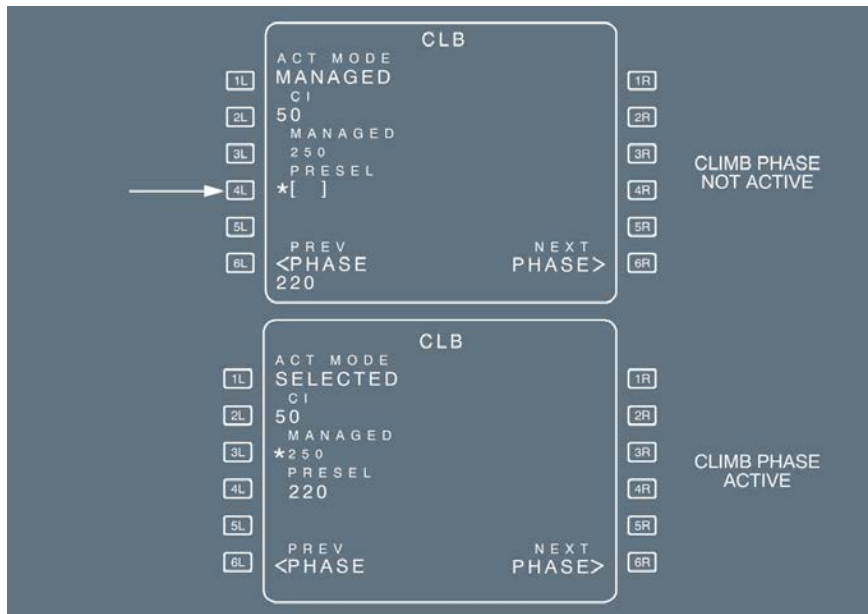 CLB
ACT MODE
1L MANAGED 1R
CI
2L 50 2R
MANAGED
3L 250 3R
PRESEL
4L *[ ] 4R
CLIMB PHASE
NOT ACTIVE
5L 5R
PREV NEXT
6L <PHASE PHASE> 6R
220
CLB
ACT MODE
1L SELECTED 1R
CI
2L 50 2R
MANAGED
3L *250 3R
PRESEL
4L 220 4R
CLIMB PHASE
ACTIVE
5L 5R
PREV NEXT
6L <PHASE PHASE> 6R